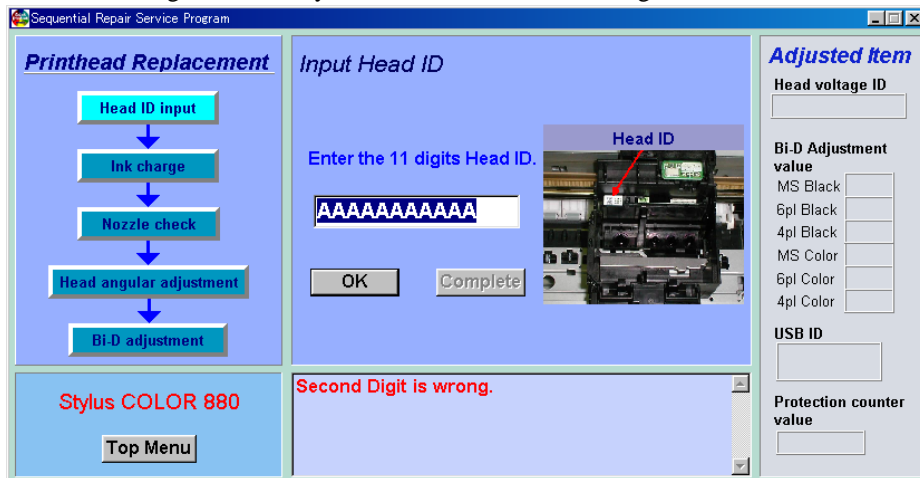 Sequential Repair Service Program
Printhead Replacement
Head ID input
Ink charge
Nozzle check
Head angular adjustment
Bi-D adjustment
Input Head ID
Enter the 11 digits Head ID.
AAAAAAAAAAA
OK
Complete
Head ID
Adjusted Item
Head voltage ID
Bi-D Adjustment
value
MS Black
6pl Black
4pl Black
MS Color
6pl Color
4pl Color
USB ID
Protection counter
value
Stylus COLOR 880
Top Menu
Second Digit is wrong.